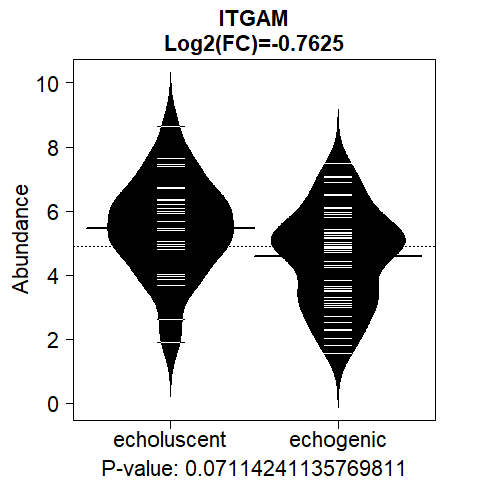 ITGAM
Log2(FC)=-0.7625
10
8
6
4
2
0
Abundance
echoluscent echogenic
P-value: 0.07114241135769811